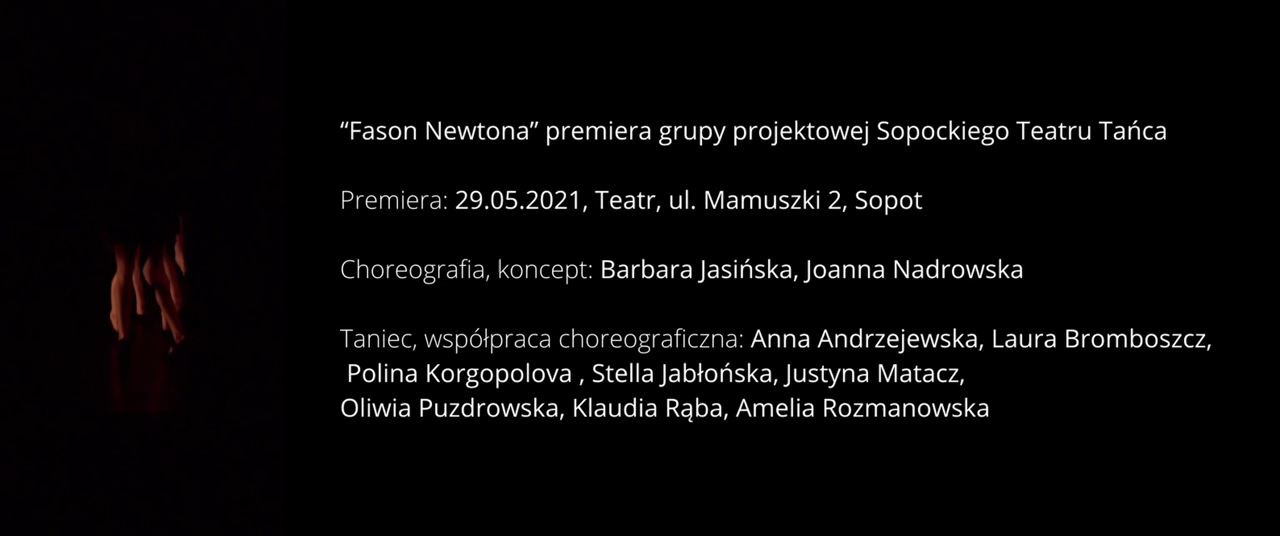 “Fason Newtona” premiera grupy projektowej Sopockiego Teatru Tańca
Premiera: 29.05.2021, Teatr, ul. Mamuszki 2, Sopot
Choreografia, koncept: Barbara Jasińska, Joanna Nadrowska
Taniec, współpraca choreograficzna: Anna Andrzejewska, Laura Bromboszcz,
Polina Korgopolova , Stella Jabłońska, Justyna Matacz,
Oliwia Puzdrowska, Klaudia Rąba, Amelia Rozmanowska